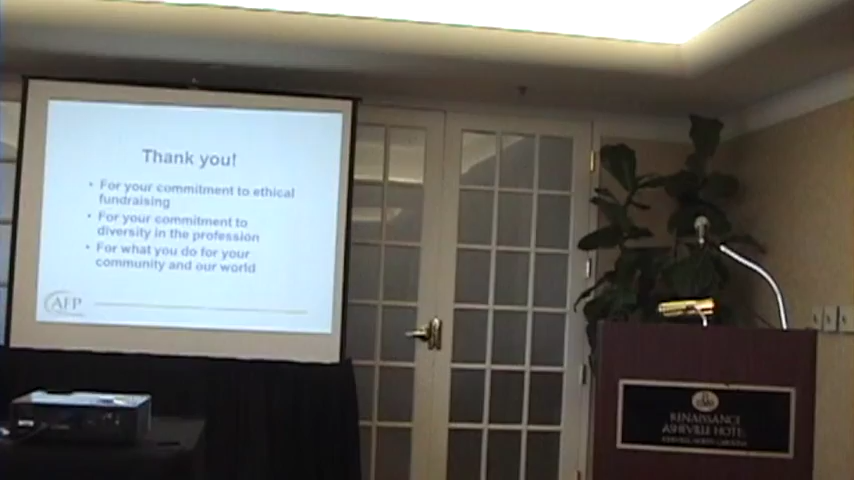 Thank you!
• For your commitment to ethical
fundraising
• For your commitment to
diversity in the profession
• For what you do for your
community and our world
AFP
RENAISSANCE
ASHEVILLE HOTEL